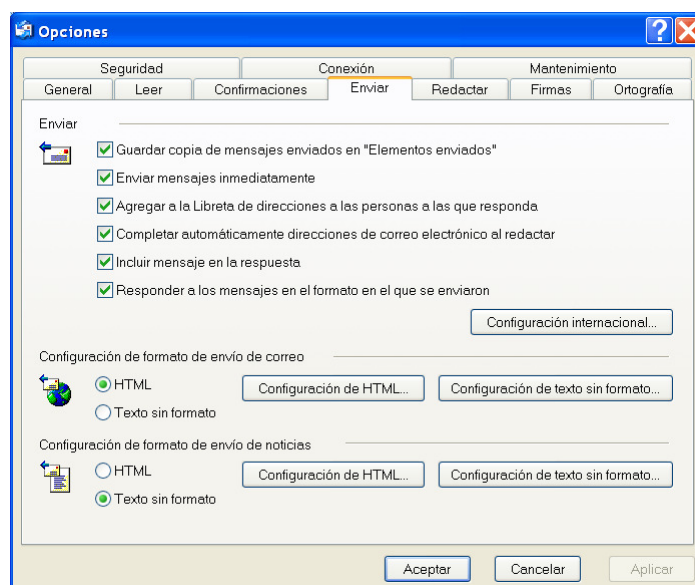 Opciones
Seguridad Conexión Mantenimiento
General Leer Confirmaciones Enviar Redactar Firmas Ortografía
Enviar
Guardar copia de mensajes enviados en "Elementos enviados"
Enviar mensajes inmediatamente
Agregar a la Libreta de direcciones a las personas a las que responda
Completar automáticamente direcciones de correo electrónico al redactar
Incluir mensaje en la respuesta
Responder a los mensajes en el formato en el que se enviaron
Configuración internacional...
Configuración de formato de envío de correo
HTML Configuración de HTML... Configuración de texto sin formato...
Texto sin formato
Configuración de formato de envío de noticias
HTML Configuración de HTML... Configuración de texto sin formato...
Texto sin formato
Aceptar Cancelar Aplicar